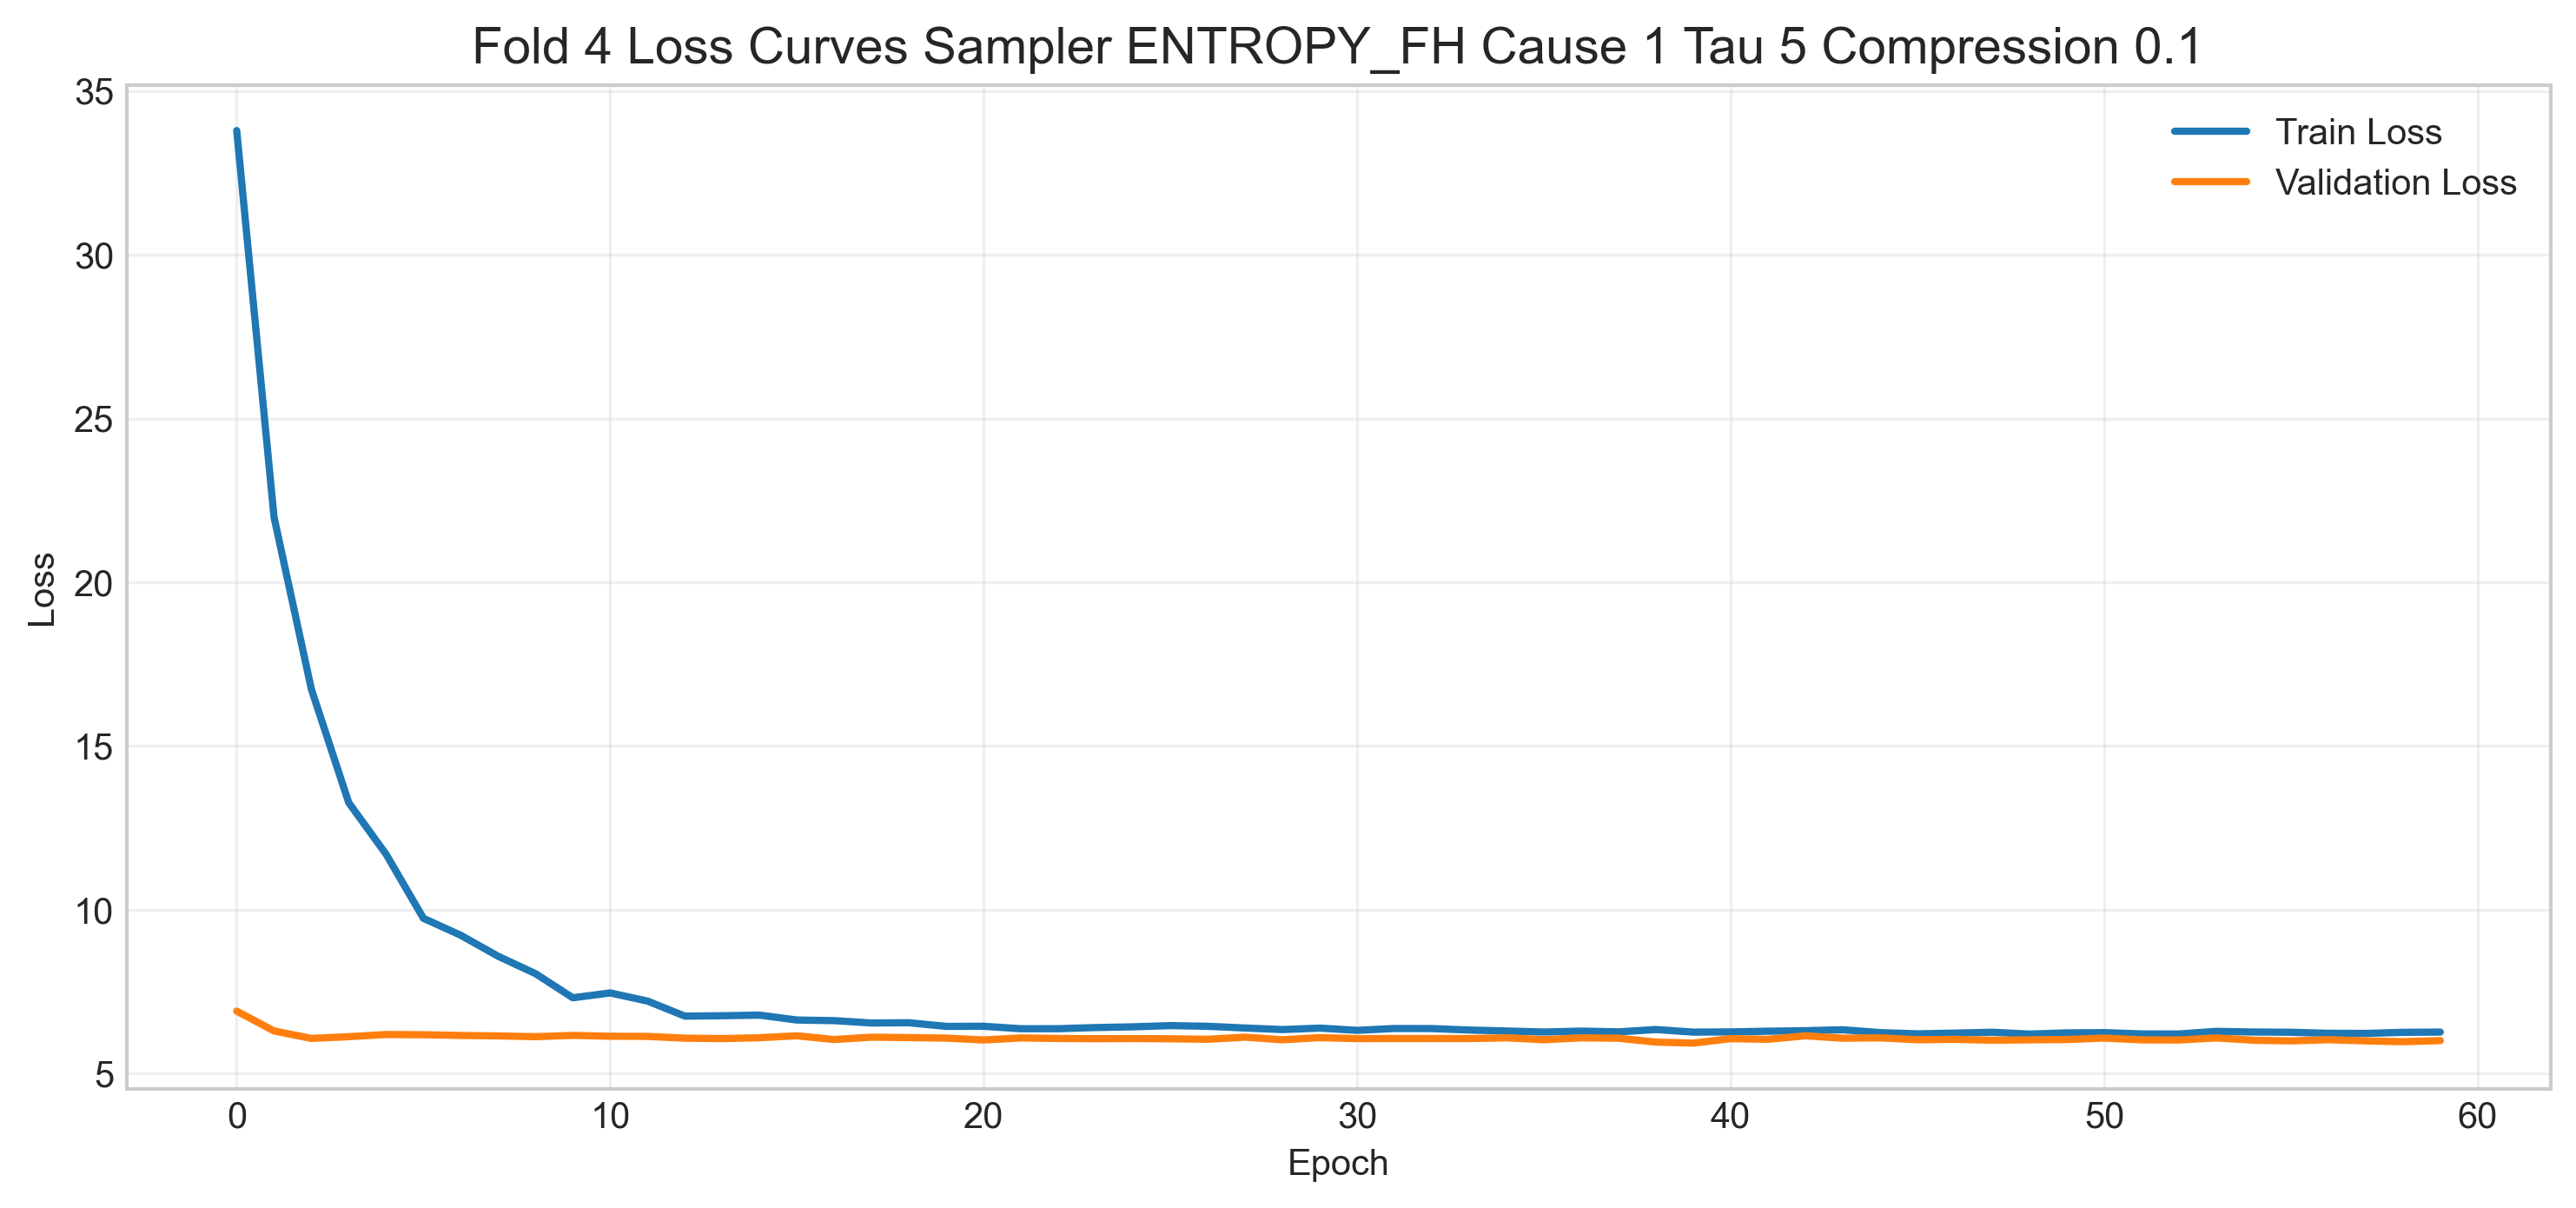 Fold 4 Loss Curves Sampler ENTROPY_FH Cause 1 Tau 5 Compression 0.1
35
30
25
20
15
10
5
Loss
Train Loss
Validation Loss
0 10 20 30 40 50 60
Epoch